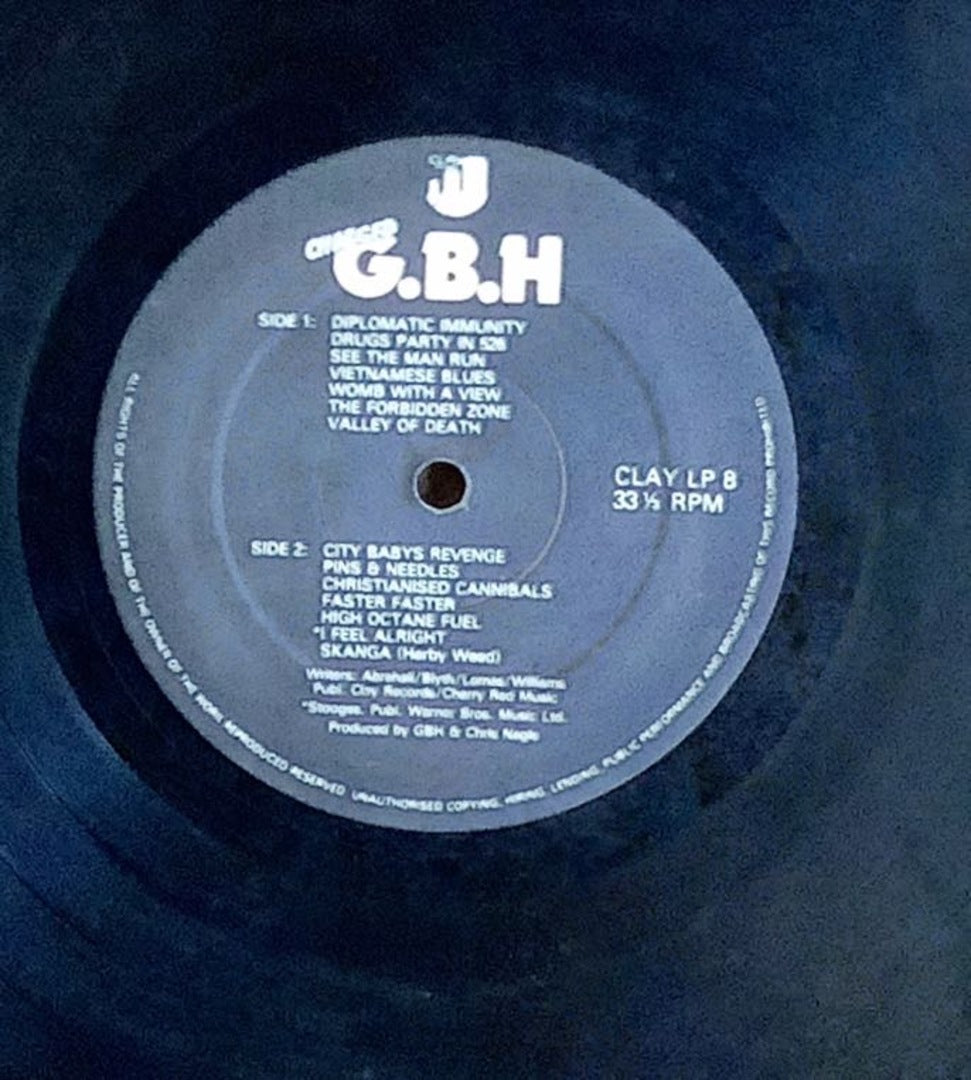 CHARGED
G.B.H
SIDE 1: DIPLOMATIC IMMUNITY
DRUGS PARTY IN 526
SEE THE MAN RUN
VIETNAMESE BLUES
WOMB WITH A VIEW
THE FORBIDDEN ZONE
VALLEY OF DEATH
CLAY LP 8
33⅓ RPM
SIDE 2: CITY BABYS REVENGE
PINS & NEEDLES
CHRISTIANISED CANNIBALS
FASTER FASTER
HIGH OCTANE FUEL
*I FEEL ALRIGHT
SKANGA (Herby Weed)
Writers: Abrahall/Blyth/Lomas/Williams
Publ. Clay Records/Cherry Red Music
*Stooges. Publ. Warner Bros. Music Ltd.
Produced by GBH & Chris Nagle
ALL RIGHTS OF THE PRODUCER AND OF THE OWNER OF THE WORK REPRODUCED RESERVED. UNAUTHORISED COPYING, HIRING, LENDING, PUBLIC PERFORMANCE AND BROADCASTING OF THIS RECORD PROHIBITED